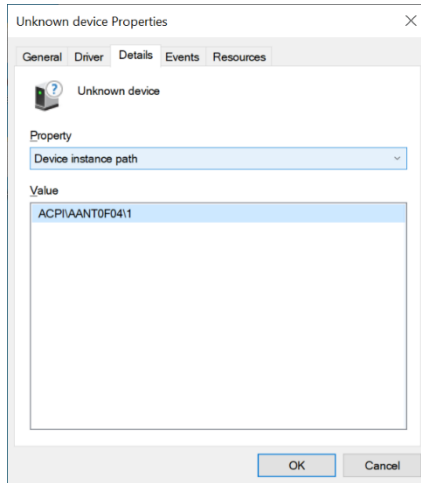 Unknown device Properties
General Driver Details Events Resources
Unknown device
Property
Device instance path
Value
ACPI\AANT0F04\1
OK Cancel